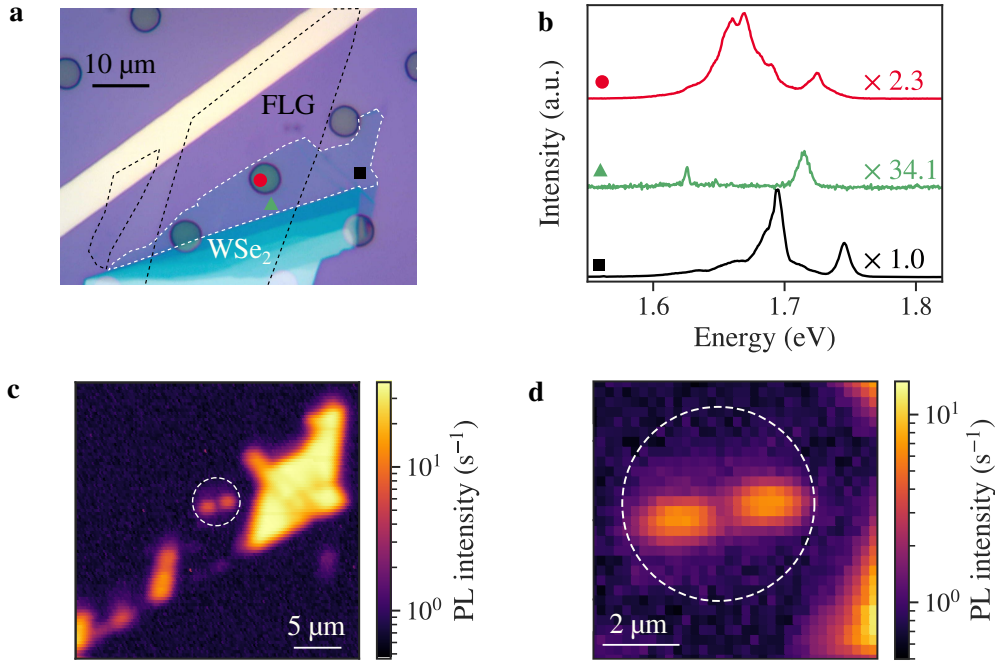 a
10 µm
FLG
WSe₂
b
Intensity (a.u.)
× 2.3
× 34.1
× 1.0
1.6 1.7 1.8
Energy (eV)
c
5 µm
10¹
10⁰
PL intensity (s⁻¹)
d
2 µm
10¹
10⁰
PL intensity (s⁻¹)